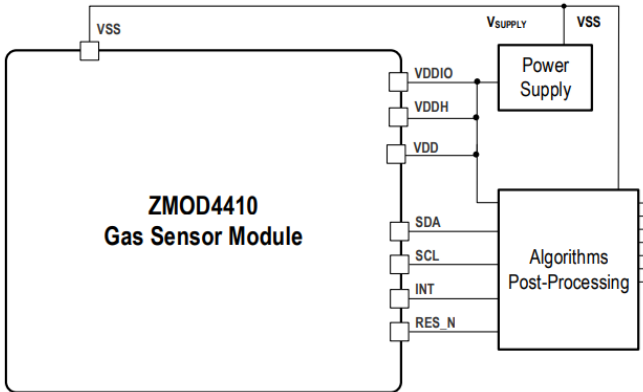 VSS
VSUPPLY
VSS
Power
Supply
VDDIO
VDDH
VDD
ZMOD4410
Gas Sensor Module
SDA
SCL
INT
RES_N
Algorithms
Post-Processing